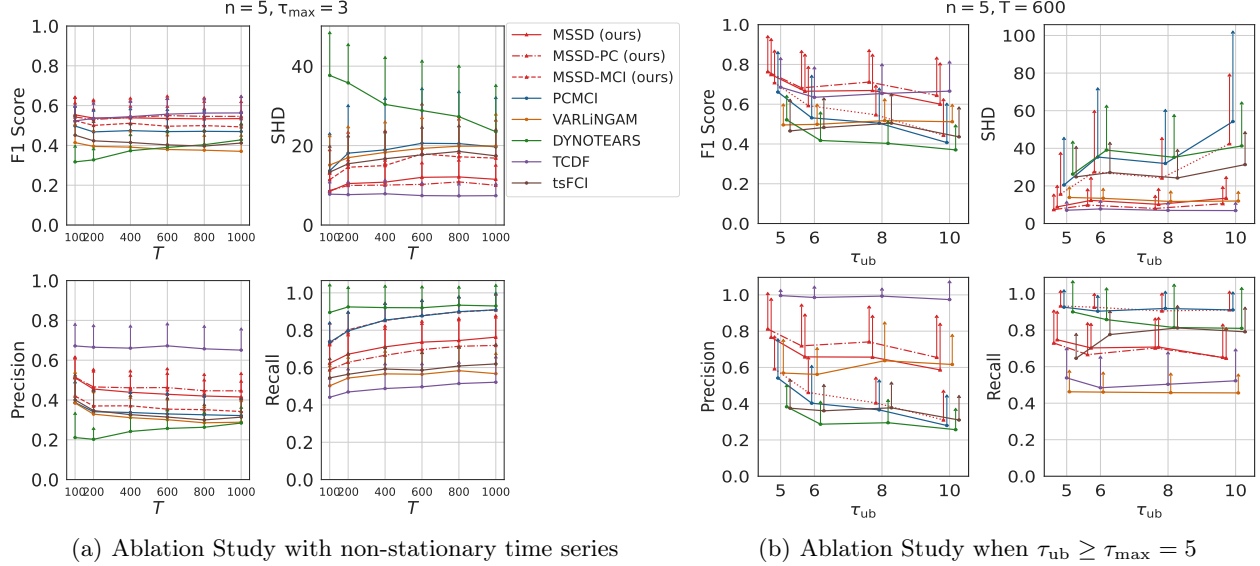 n = 5, τmax = 3
F1 Score
1.0
0.8
0.6
0.4
0.2
0.0
100 200 400 600 800 1000
T
SHD
40
20
0
100 200 400 600 800 1000
T
MSSD (ours)
MSSD-PC (ours)
MSSD-MCI (ours)
PCMCI
VARLiNGAM
DYNOTEARS
TCDF
tsFCI
Precision
1.0
0.8
0.6
0.4
0.2
0.0
100 200 400 600 800 1000
T
Recall
1.0
0.8
0.6
0.4
0.2
0.0
100 200 400 600 800 1000
T
(a) Ablation Study with non-stationary time series
n = 5, T = 600
F1 Score
1.0
0.8
0.6
0.4
0.2
0.0
5 6 8 10
τub
SHD
100
80
60
40
20
0
5 6 8 10
τub
Precision
1.0
0.8
0.6
0.4
0.2
0.0
5 6 8 10
τub
Recall
1.0
0.8
0.6
0.4
0.2
0.0
5 6 8 10
τub
(b) Ablation Study when τub ≥ τmax = 5